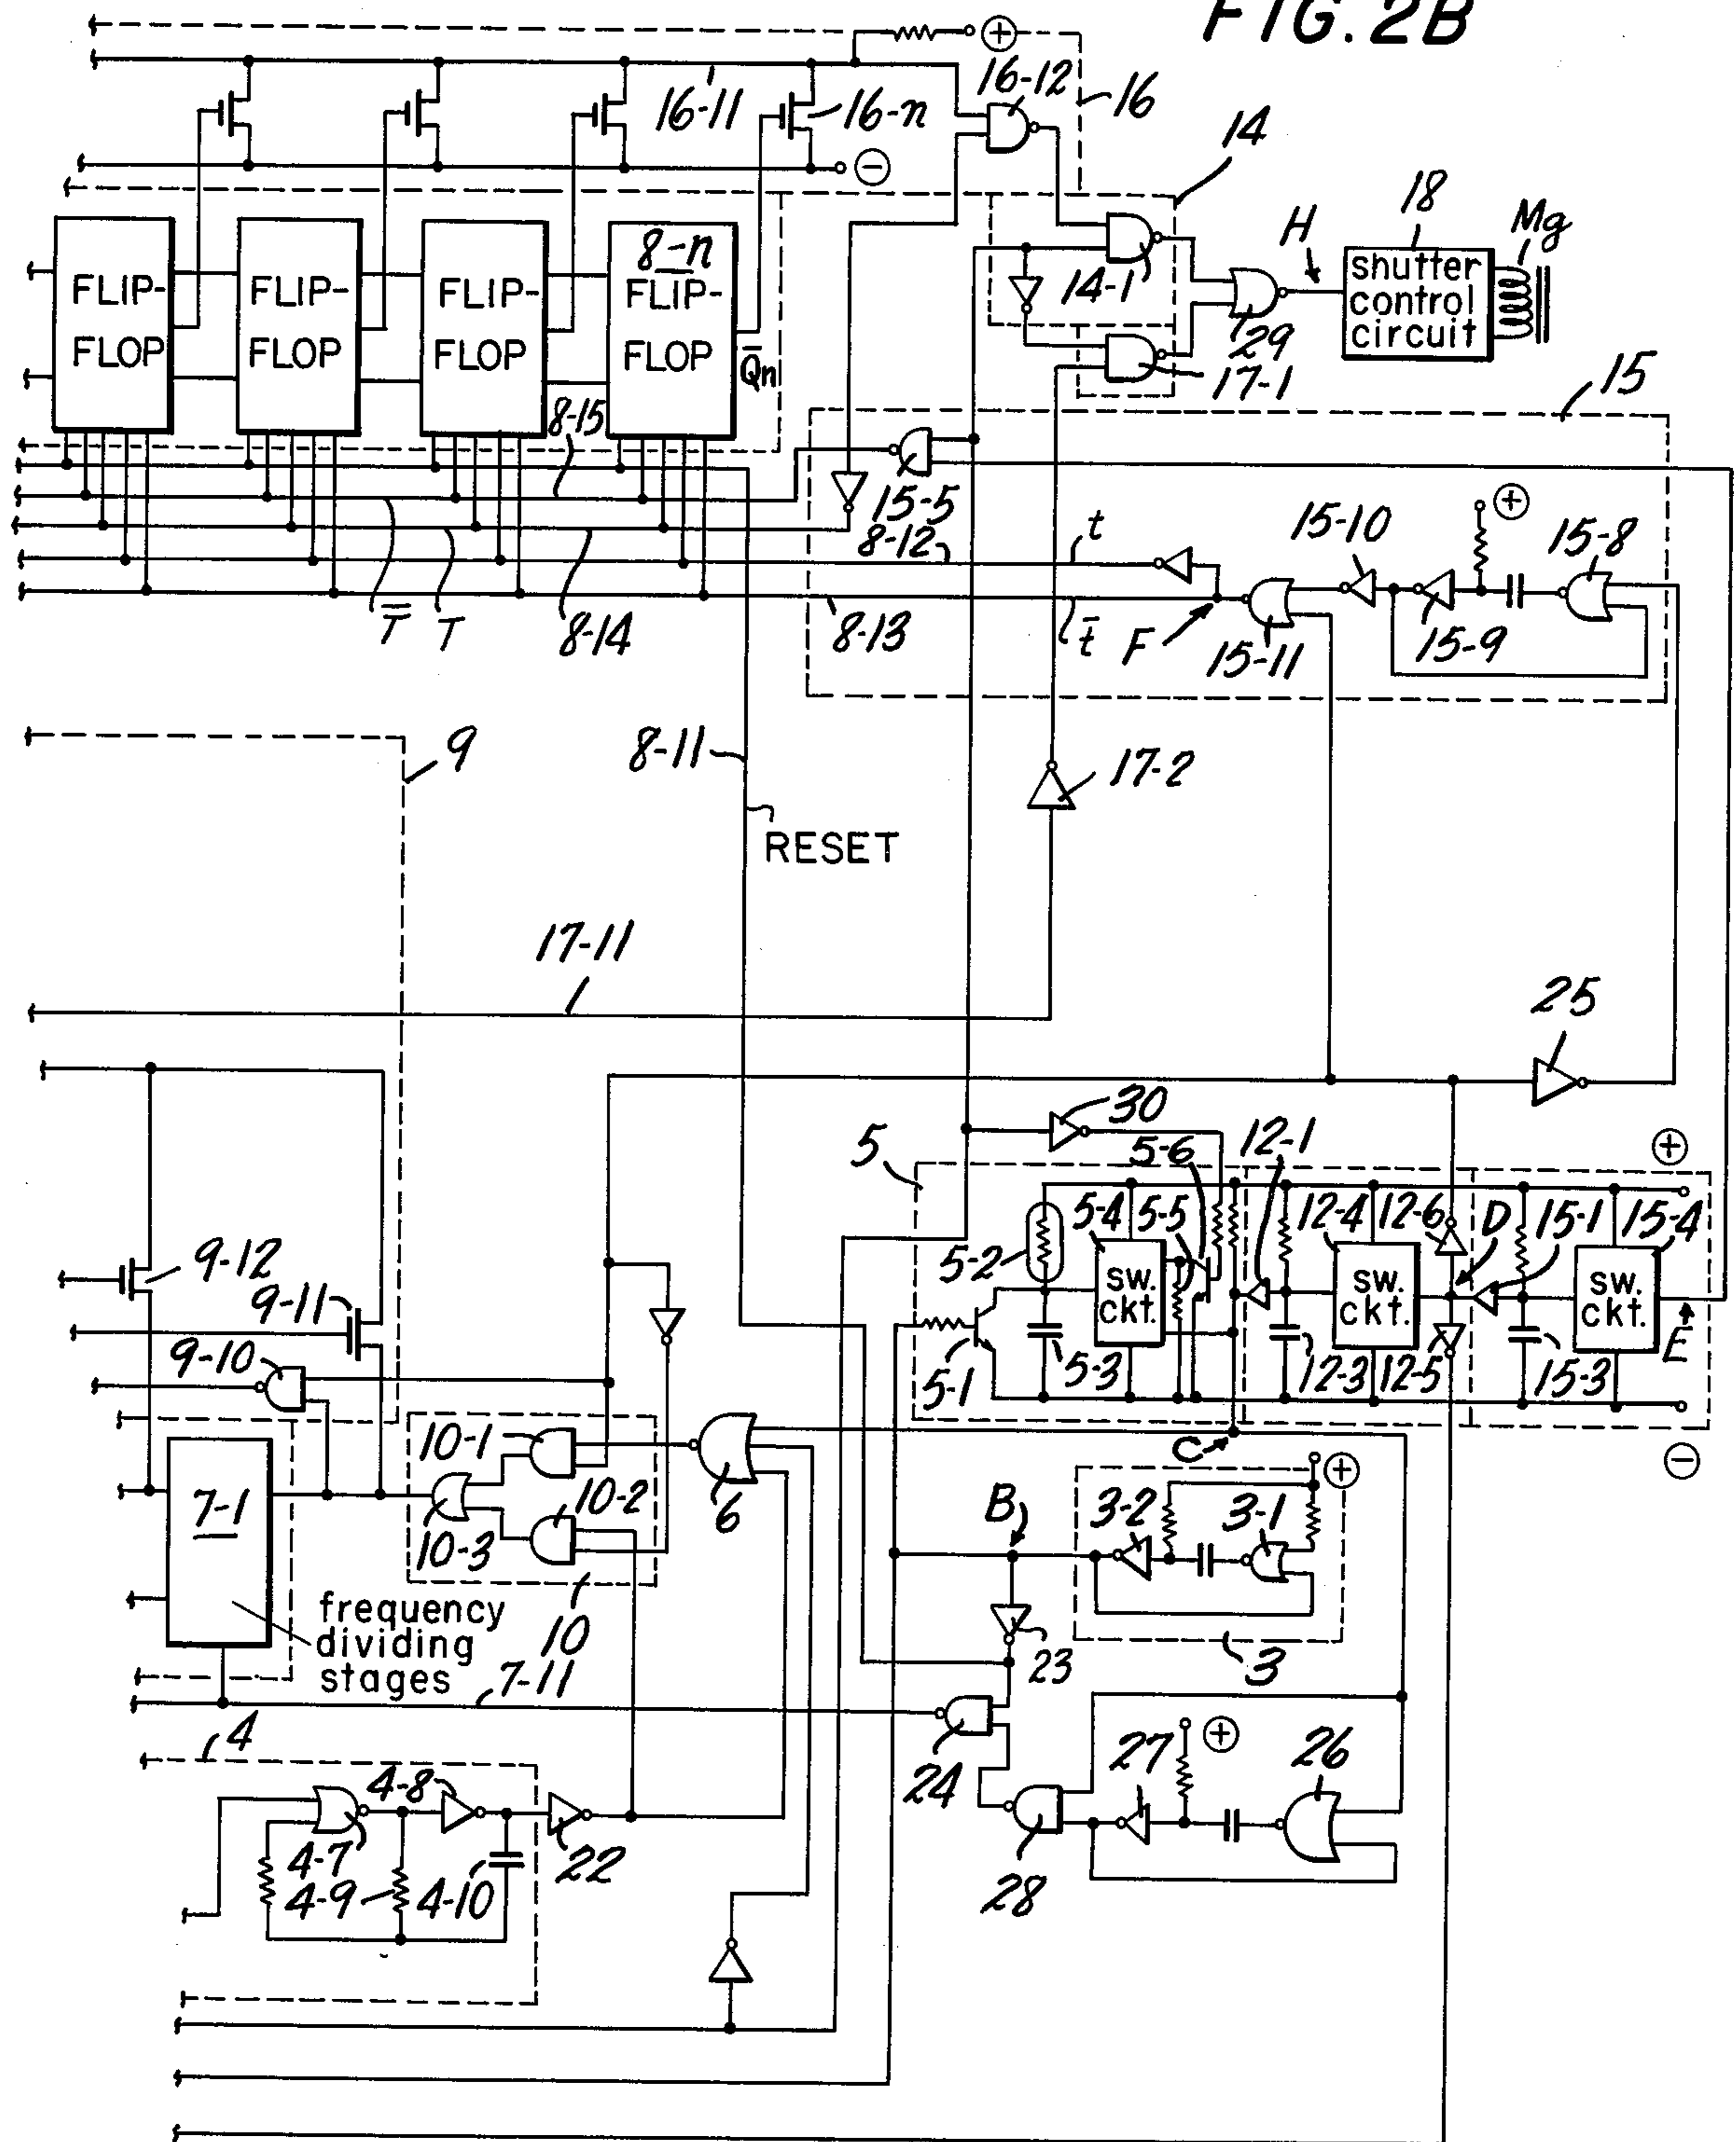 FIG. 2B
+
16-12
16
16-11
16-n
−
14
18
Mg
H
8-n
FLIP-
FLOP
FLIP-
FLOP
FLIP-
FLOP
FLIP-
FLOP
Q̅n
14-1
shutter
control
circuit
29
17-1
15
8-15
15-5
8-12
t
15-10
+
15-8
T̅
T
8-14
8-13
t̅
F
15-11
15-9
9
8-11
17-2
RESET
17-11
25
30
5
5-6
12-1
+
5-4
5-5
12-4
12-6
D
15-1
15-4
5-2
sw.
ckt.
sw.
ckt.
sw.
ckt.
9-12
9-11
9-10
5-1
5-3
12-3
12-5
15-3
E
10-1
C
−
7-1
10-2
10-3
6
B
3-2
3-1
+
frequency
dividing
stages
10
23
3
7-11
4
24
27
+
26
4-8
4-7
4-9
4-10
22
28